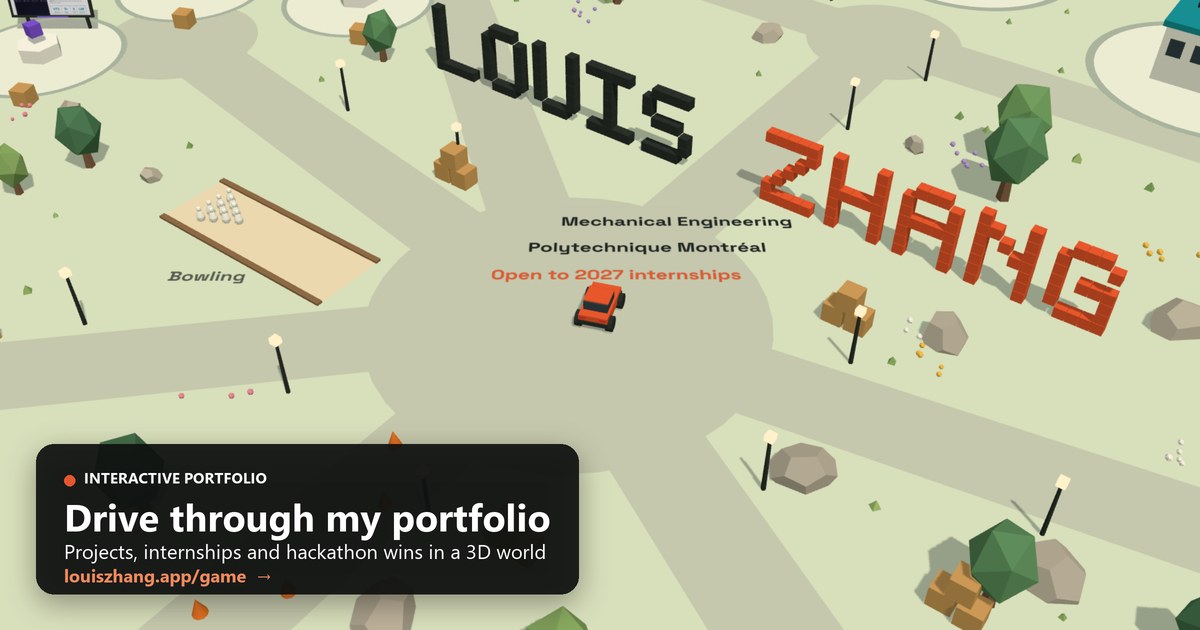 LOUIS
ZHANG
Mechanical Engineering
Polytechnique Montréal
Open to 2027 internships
Bowling
INTERACTIVE PORTFOLIO
Drive through my portfolio
Projects, internships and hackathon wins in a 3D world
louiszhang.app/game →